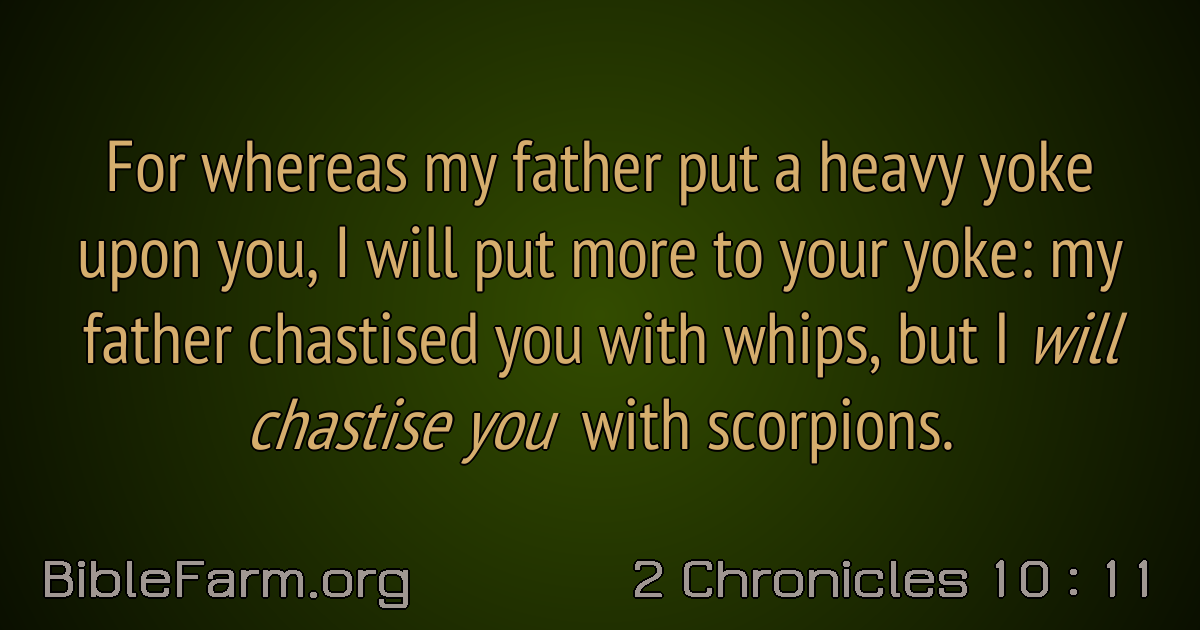 For whereas my father put a heavy yoke
upon you, I will put more to your yoke: my
father chastised you with whips, but I will
chastise you with scorpions.
BibleFarm.org
2 Chronicles 10 : 11